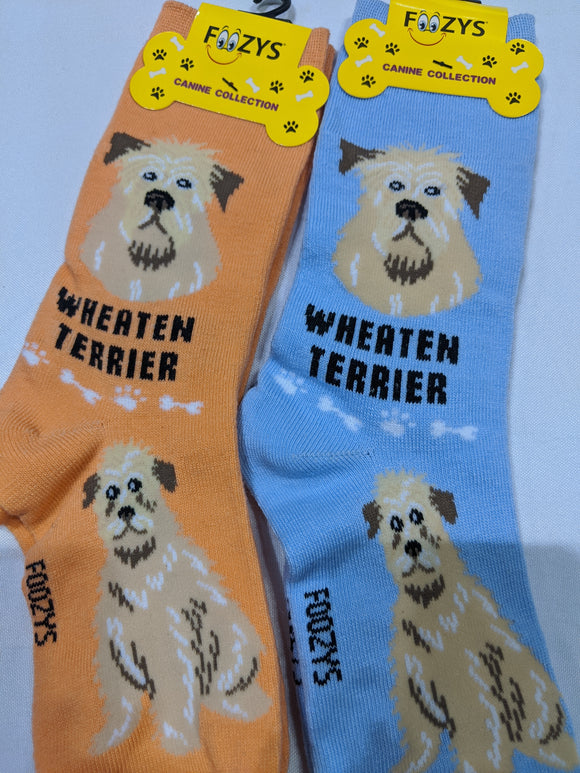 FOOZYS
CANINE COLLECTION
WHEATEN
TERRIER
FOOZYS
FOOZYS
CANINE COLLECTION
WHEATEN
TERRIER
FOOZYS